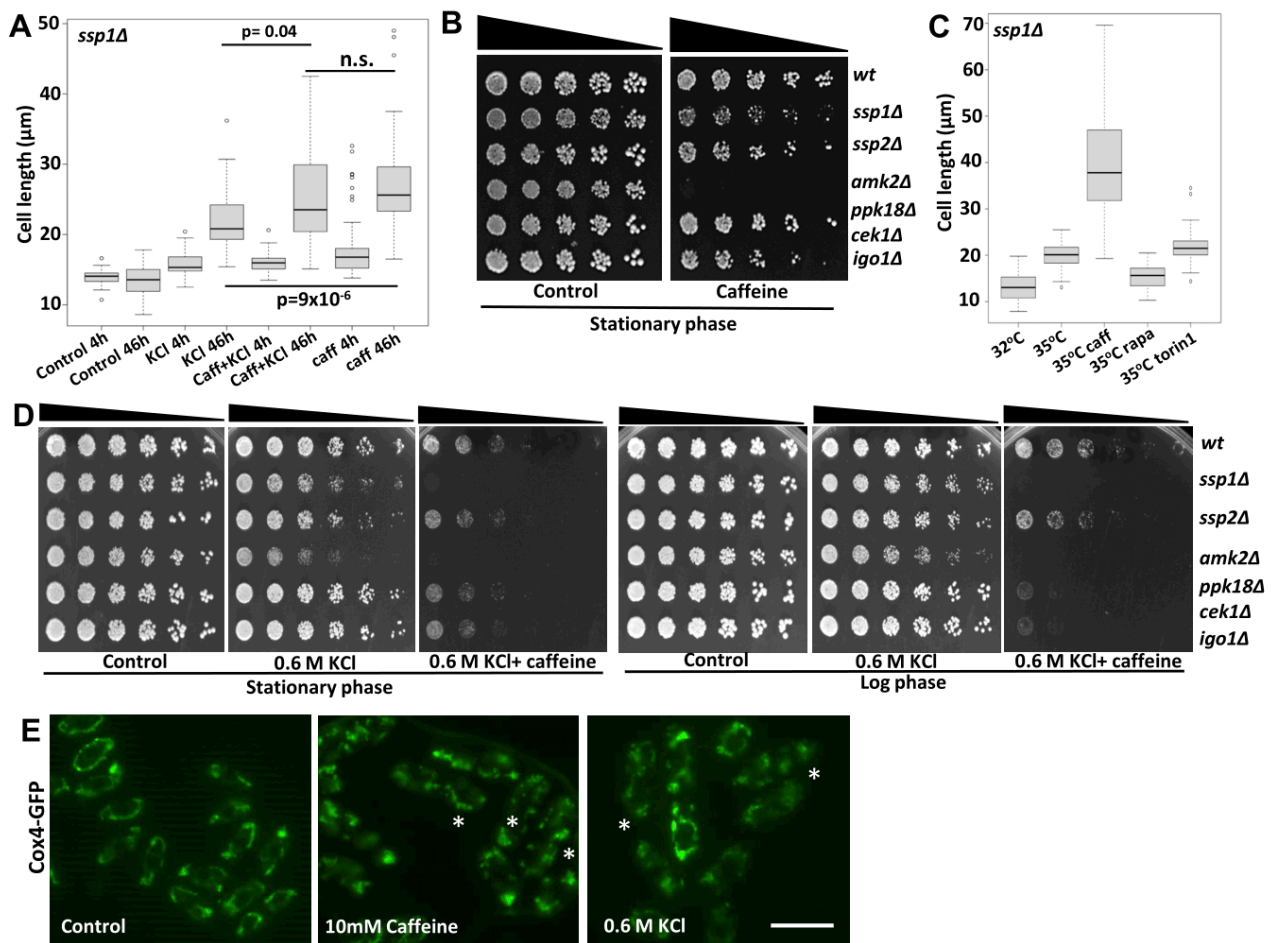 A
ssp1Δ
p= 0.04
n.s.
p=9x10-6
Cell length (μm)
50
40
30
20
10
Control 4h
Control 46h
KCl 4h
KCl 46h
Caff+KCl 4h
Caff+KCl 46h
caff 4h
caff 46h
B
wt
ssp1Δ
ssp2Δ
amk2Δ
ppk18Δ
cek1Δ
igo1Δ
Control
Caffeine
Stationary phase
C
ssp1Δ
Cell length (μm)
70
60
50
40
30
20
10
32°C
35°C
35°C caff
35°C rapa
35°C torin1
D
wt
ssp1Δ
ssp2Δ
amk2Δ
ppk18Δ
cek1Δ
igo1Δ
Control
0.6 M KCl
0.6 M KCl+ caffeine
Control
0.6 M KCl
0.6 M KCl+ caffeine
Stationary phase
Log phase
E
Cox4-GFP
Control
10mM Caffeine
0.6 M KCl
*
*
*
*
*